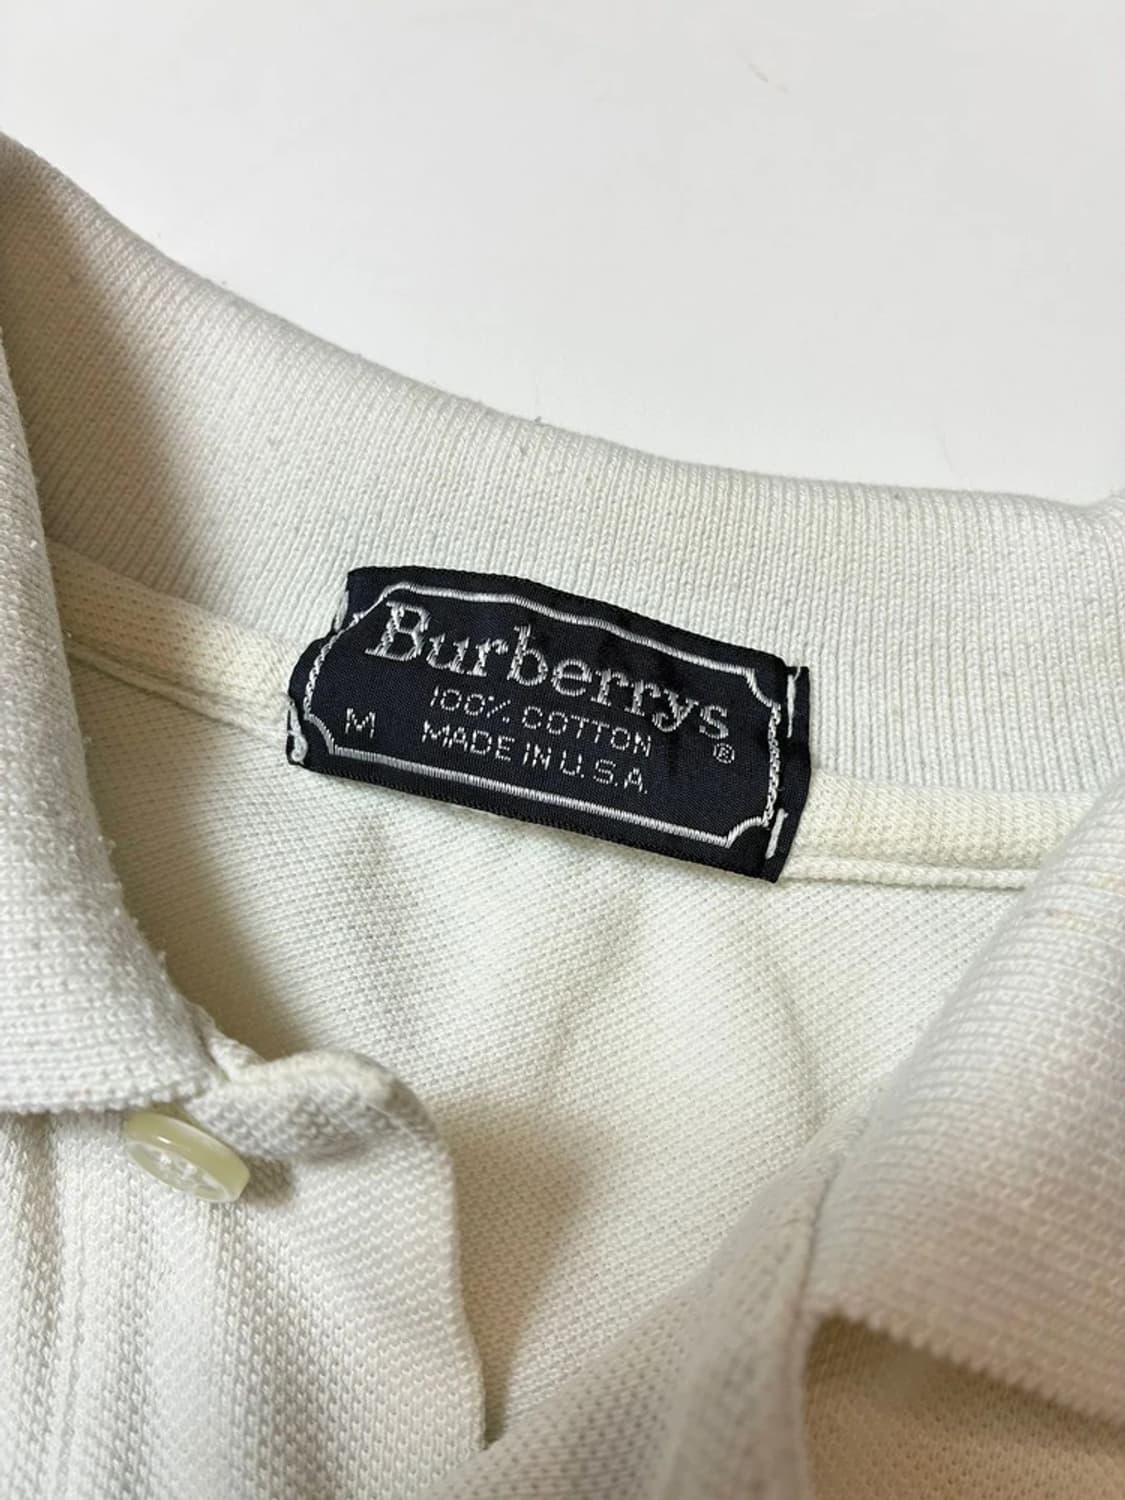 Burberrys®
100% COTTON
M MADE IN U.S.A.